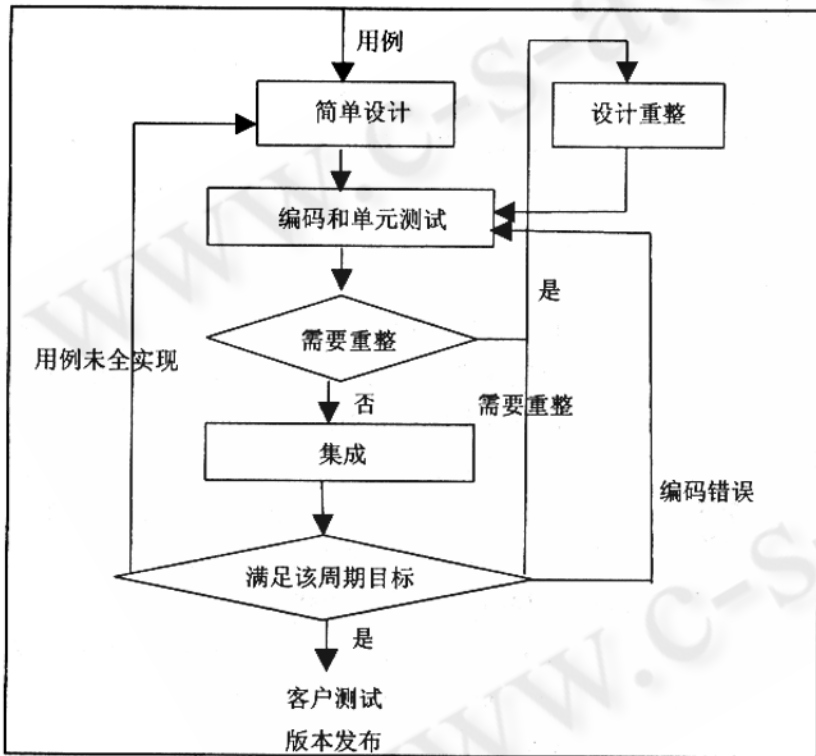 用例
简单设计
设计重整
编码和单元测试
是
需要重整
用例未全实现
否
需要重整
集成
编码错误
满足该周期目标
是
客户测试
版本发布
www.c-s-a.
www.c-s-a